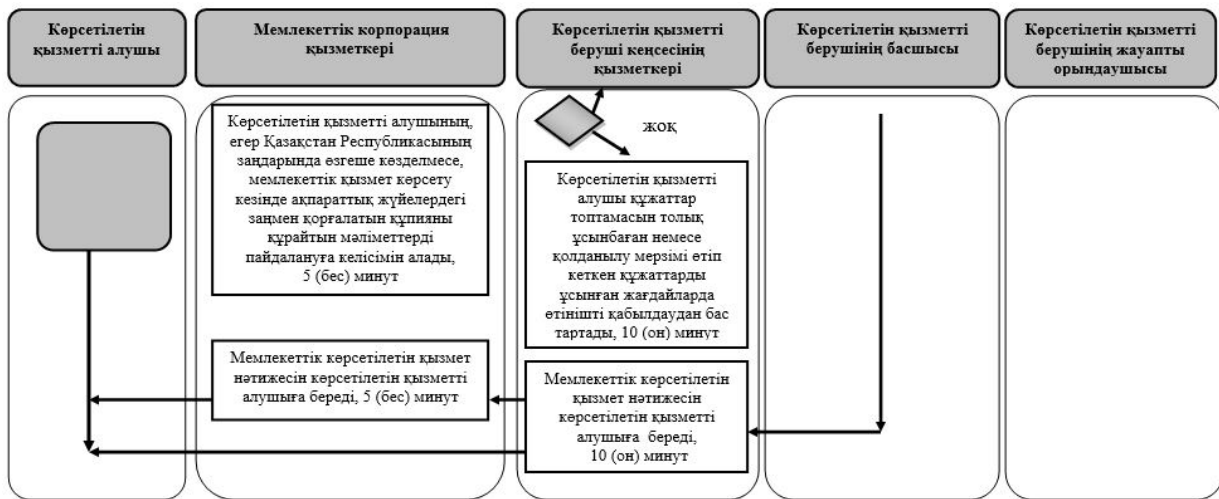 Көрсетілетін
қызметті алушы
Мемлекеттік корпорация
қызметкері
Көрсетілетін қызметті
беруші кеңсесінің
қызметкері
Көрсетілетін қызметті
берушінің басшысы
Көрсетілетін қызметті
берушінің жауапты
орындаушысы
Көрсетілетін қызметті алушының,
егер Қазақстан Республикасының
заңдарында өзгеше көзделмесе,
мемлекеттік қызмет көрсету
кезінде ақпараттық жүйелердегі
заңмен қорғалатын құпияны
құрайтын мәліметтерді
пайдалануға келісімін алады,
5 (бес) минут
жоқ
Көрсетілетін қызметті
алушы құжаттар
топтамасын толық
ұсынбаған немесе
қолданылу мерзімі өтіп
кеткен құжаттарды
ұсынған жағдайларда
өтінішті қабылдаудан бас
тартады, 10 (он) минут
Мемлекеттік көрсетілетін қызмет
нәтижесін көрсетілетін қызметті
алушыға береді, 5 (бес) минут
Мемлекеттік көрсетілетін
қызмет нәтижесін
көрсетілетін қызметті
алушыға береді,
10 (он) минут